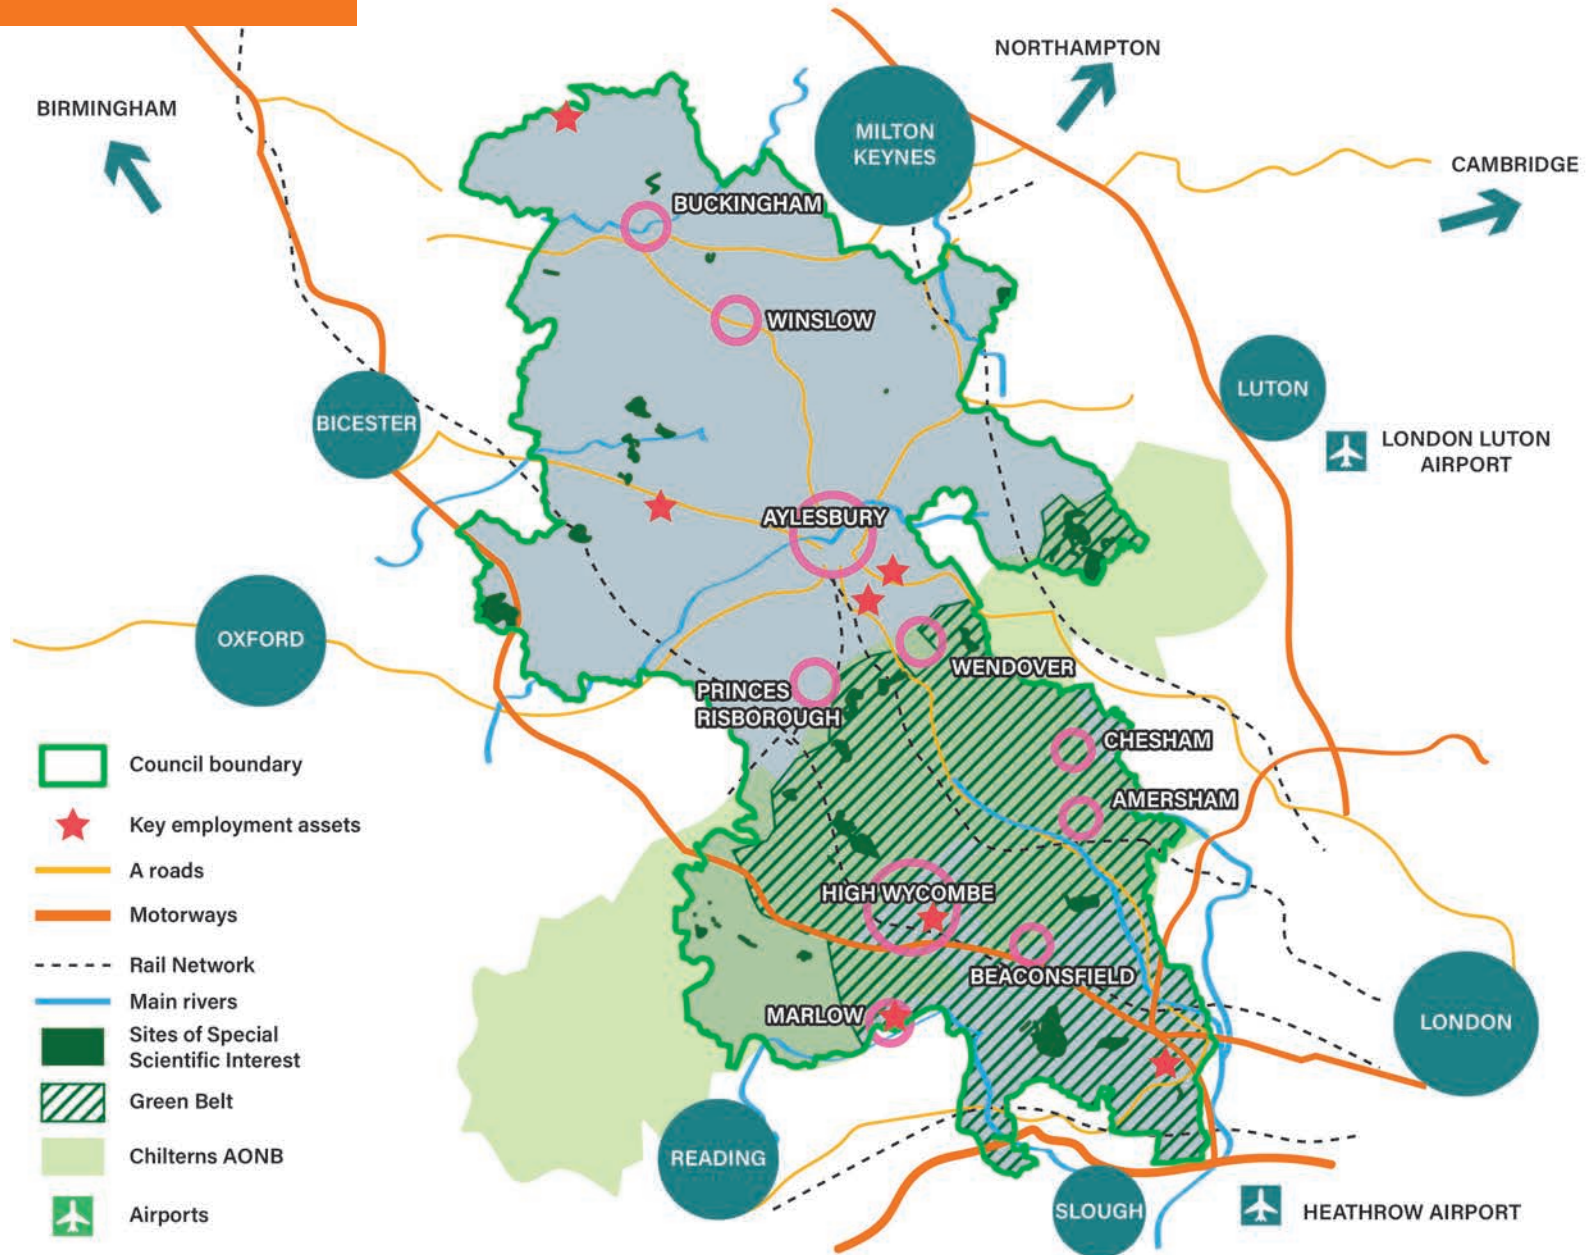 NORTHAMPTON
BIRMINGHAM
MILTON
KEYNES
CAMBRIDGE
BUCKINGHAM
WINSLOW
LUTON
BICESTER
LONDON LUTON
AIRPORT
AYLESBURY
OXFORD
WENDOVER
PRINCES
RISBOROUGH
CHESHAM
AMERSHAM
HIGH WYCOMBE
BEACONSFIELD
MARLOW
LONDON
READING
SLOUGH
HEATHROW AIRPORT
Council boundary
Key employment assets
A roads
Motorways
Rail Network
Main rivers
Sites of Special
Scientific Interest
Green Belt
Chilterns AONB
Airports